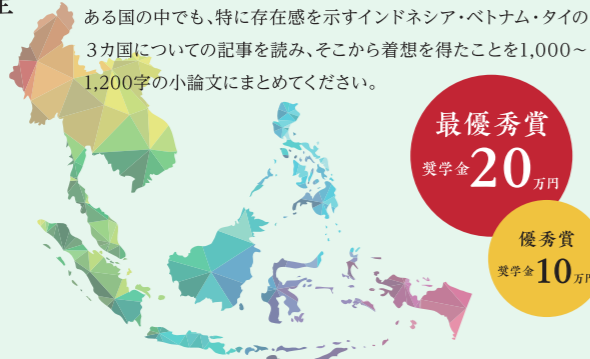 ある国の中でも、特に存在感を示すインドネシア・ベトナム・タイの
3カ国についての記事を読み、そこから着想を得たことを1,000～
1,200字の小論文にまとめてください。
最優秀賞
奨学金20万円
優秀賞
奨学金10万円